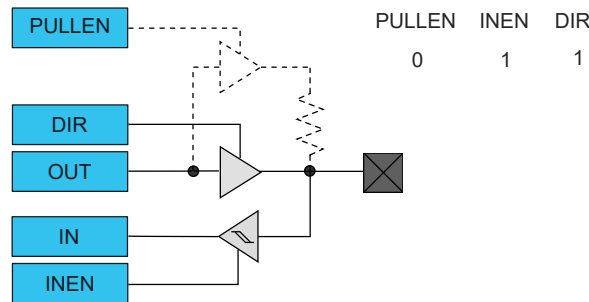 PULLEN
PULLEN INEN DIR
0 1 1
DIR
OUT
IN
INEN